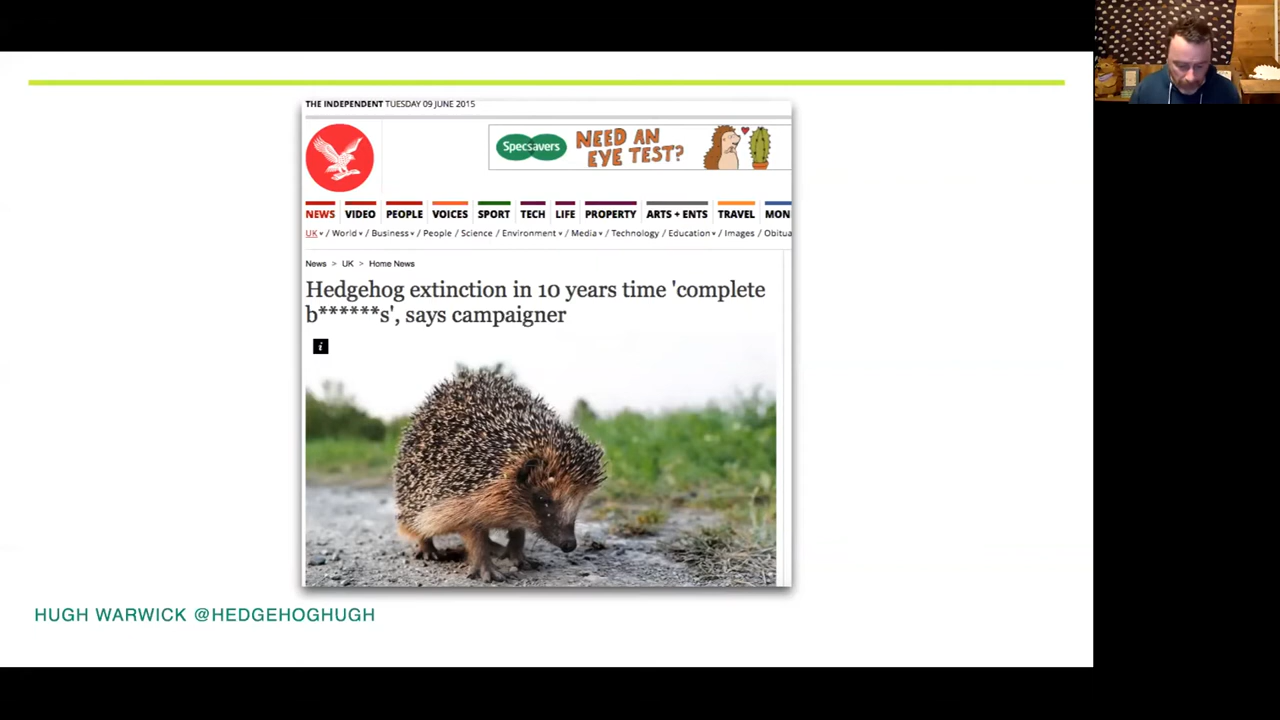 THE INDEPENDENT TUESDAY 09 JUNE 2015
Specsavers
NEED AN
EYE TEST?
NEWS VIDEO PEOPLE VOICES SPORT TECH LIFE PROPERTY ARTS + ENTS TRAVEL MON
UK / World / Business / People / Science / Environment / Media / Technology / Education / Images / Obitua
News > UK > Home News
Hedgehog extinction in 10 years time 'complete
b******s', says campaigner
i
HUGH WARWICK @HEDGEHOGHUGH